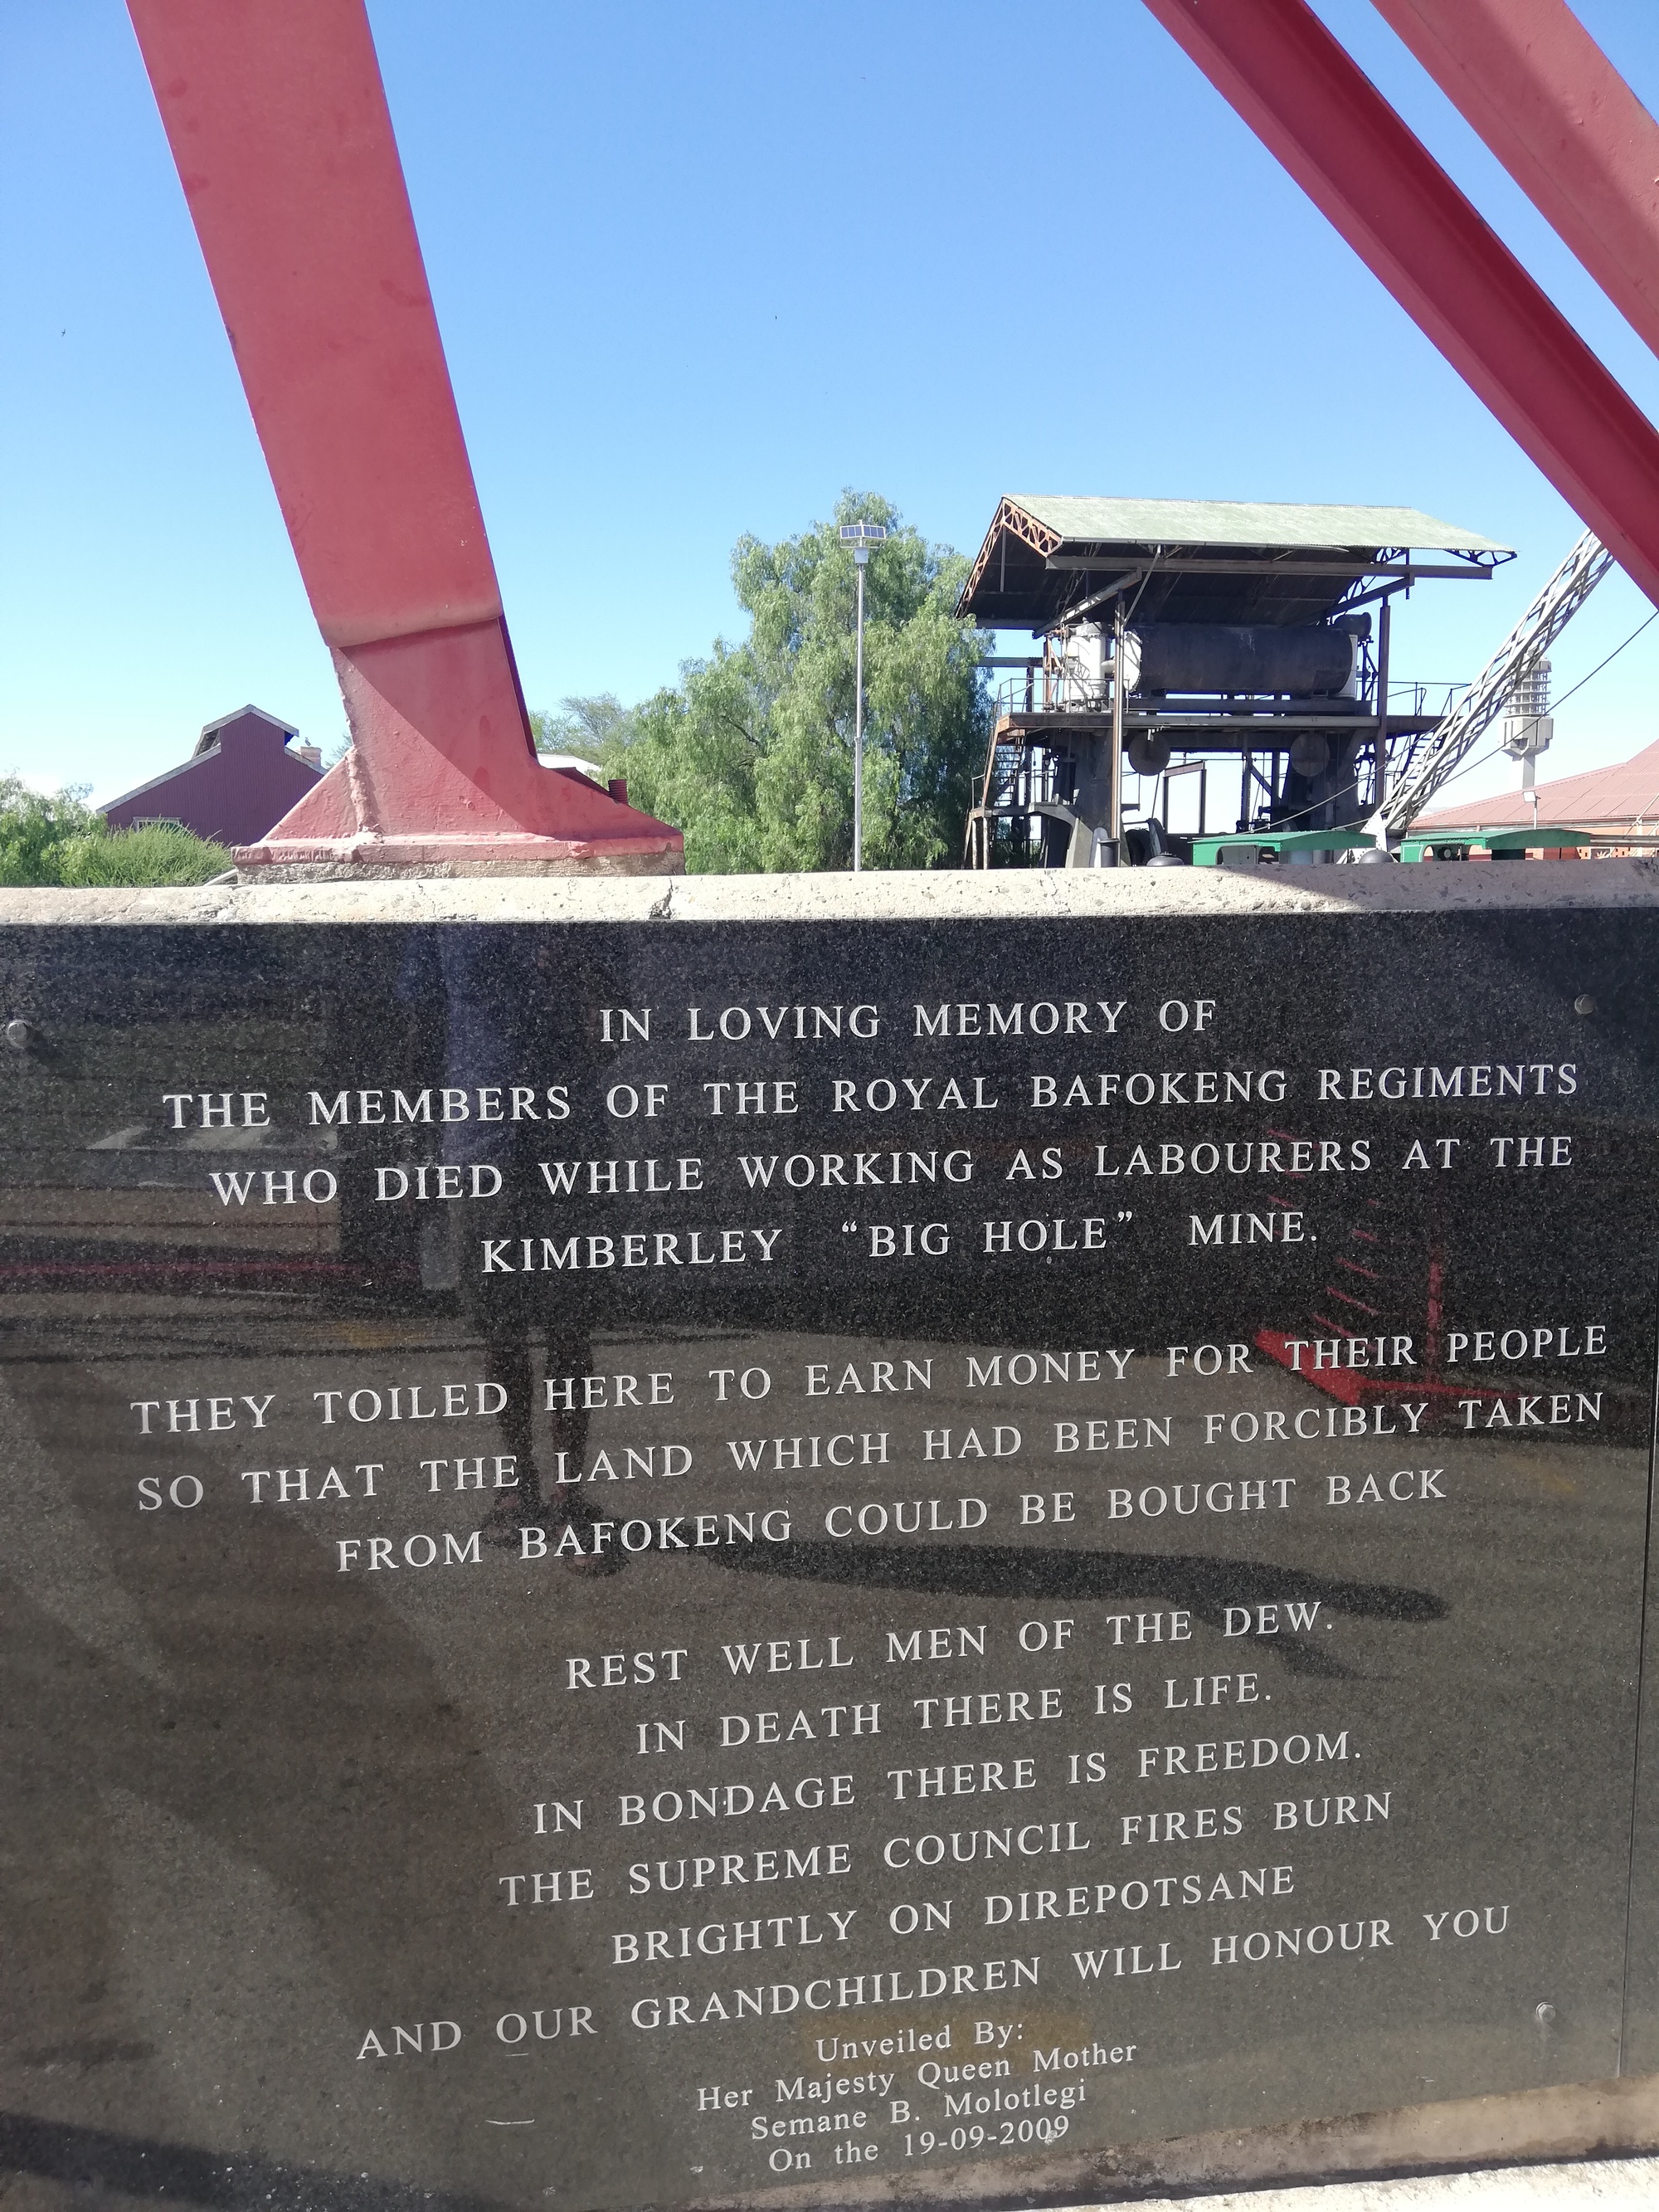 IN LOVING MEMORY OF
THE MEMBERS OF THE ROYAL BAFOKENG REGIMENTS
WHO DIED WHILE WORKING AS LABOURERS AT THE
KIMBERLEY “BIG HOLE” MINE.
THEY TOILED HERE TO EARN MONEY FOR THEIR PEOPLE
SO THAT THE LAND WHICH HAD BEEN FORCIBLY TAKEN
FROM BAFOKENG COULD BE BOUGHT BACK
REST WELL MEN OF THE DEW.
IN DEATH THERE IS LIFE.
IN BONDAGE THERE IS FREEDOM.
THE SUPREME COUNCIL FIRES BURN
BRIGHTLY ON DIREPOTSANE
AND OUR GRANDCHILDREN WILL HONOUR YOU
Unveiled By:
Her Majesty Queen Mother
Semane B. Molotlegi
On the 19-09-2009